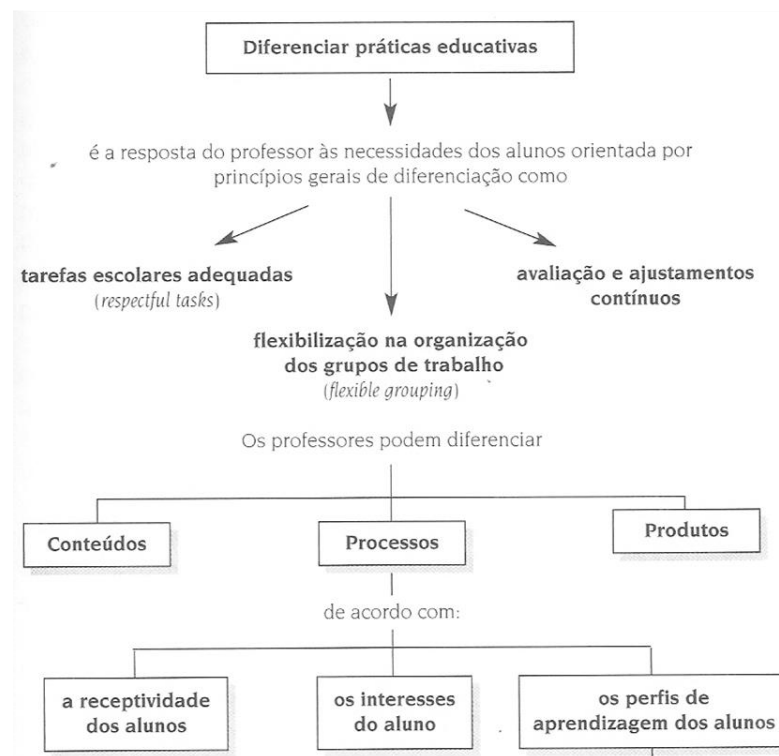 Diferenciar práticas educativas
é a resposta do professor às necessidades dos alunos orientada por
princípios gerais de diferenciação como
tarefas escolares adequadas
(respectful tasks)
avaliação e ajustamentos
contínuos
flexibilização na organização
dos grupos de trabalho
(flexible grouping)
Os professores podem diferenciar
Conteúdos
Processos
Produtos
de acordo com:
a receptividade
dos alunos
os interesses
do aluno
os perfis de
aprendizagem dos alunos